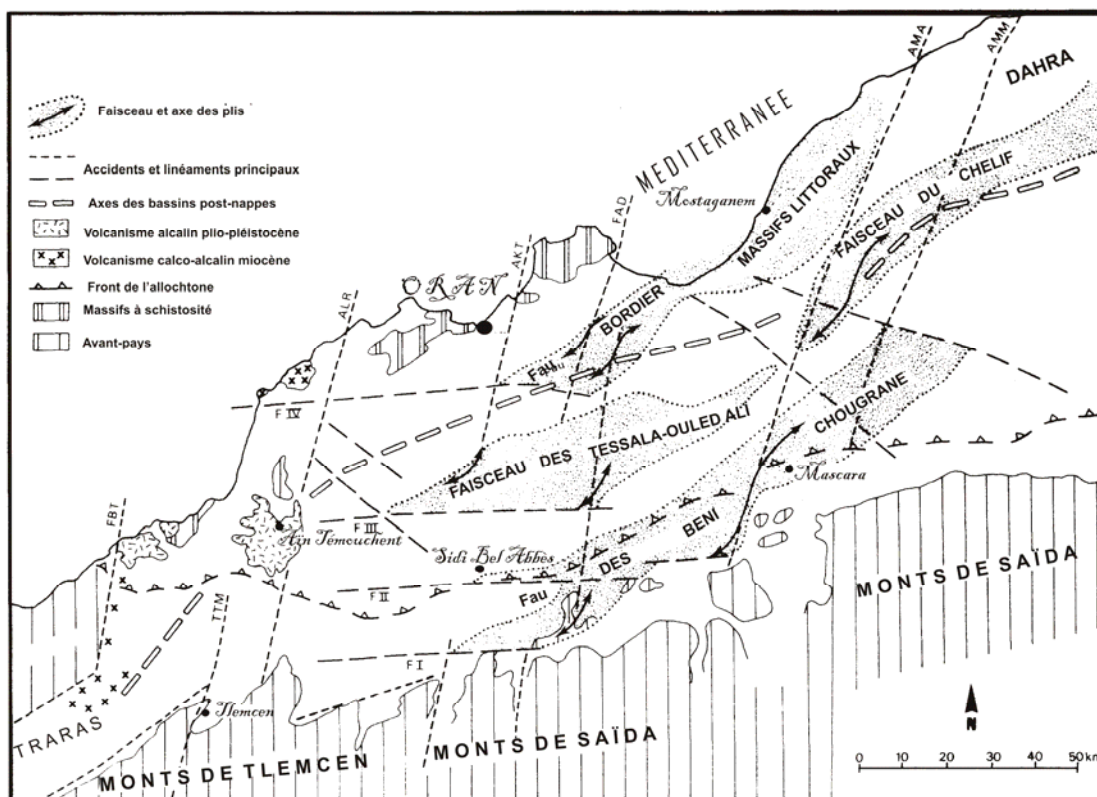 Faisceau et axe des plis
Accidents et linéaments principaux
Axes des bassins post-nappes
Volcanisme alcalin plio-pléistocène
Volcanisme calco-alcalin miocène
Front de l'allochtone
Massifs à schistosité
Avant-pays
MEDITERRANEE
AMA
AMM
DAHRA
FAD
AKT
ALR
FBT
TTM
Mostaganem
MASSIFS LITTORAUX
FAISCEAU DU CHELIF
ORAN
Fau
BORDIER
F IV
FAISCEAU DES TESSALA-OULED ALÏ
CHOUGRANE
Mascara
F III
Aïn Témouchent
Sidi Bel Abbès
BENI
DES
Fau
F II
F I
MONTS DE SAÏDA
TRARAS
Tlemcen
MONTS DE TLEMCEN
MONTS DE SAÏDA
N
0 10 20 30 40 50 km